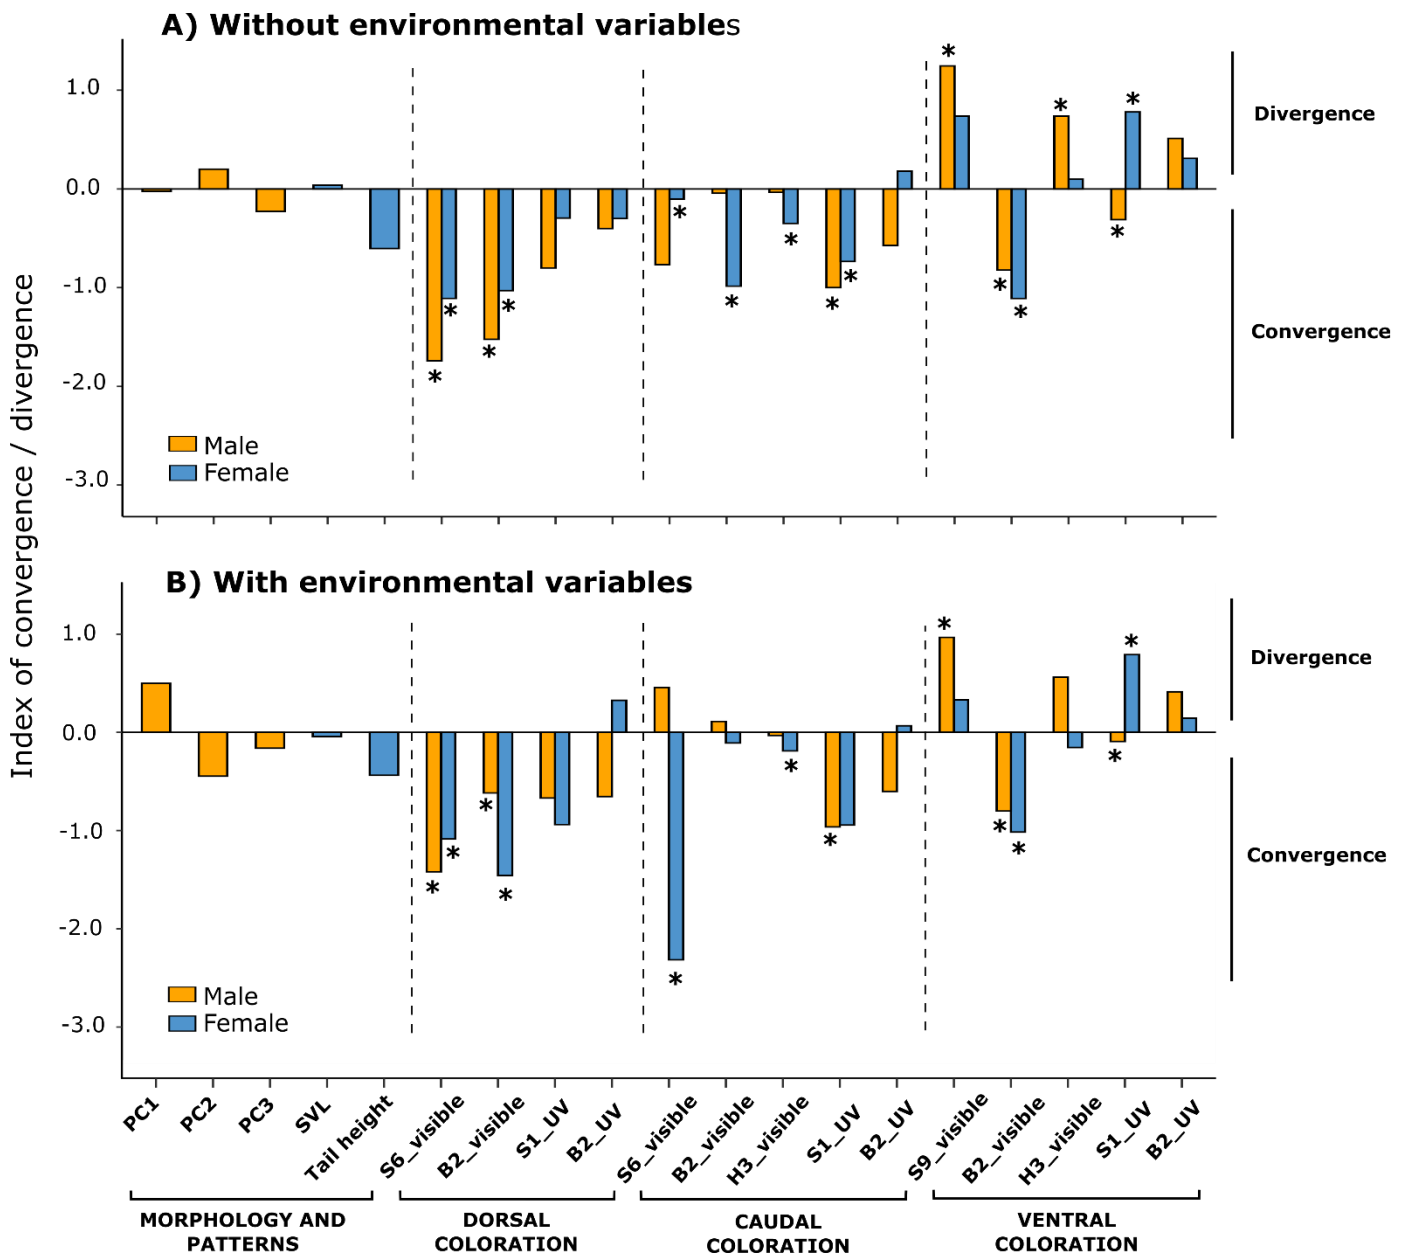 A) Without environmental variables
1.0
0.0
-1.0
-2.0
-3.0
Divergence
Convergence
Male
Female
Index of convergence / divergence
* * * * * * * * * * * * * * * *
B) With environmental variables
1.0
0.0
-1.0
-2.0
-3.0
Divergence
Convergence
Male
Female
* * * * * * * * * * * *
PC1
PC2
PC3
SVL
Tail height
S6_visible
B2_visible
S1_UV
B2_UV
S6_visible
B2_visible
H3_visible
S1_UV
B2_UV
S9_visible
B2_visible
H3_visible
S1_UV
B2_UV
MORPHOLOGY AND
PATTERNS
DORSAL
COLORATION
CAUDAL
COLORATION
VENTRAL
COLORATION